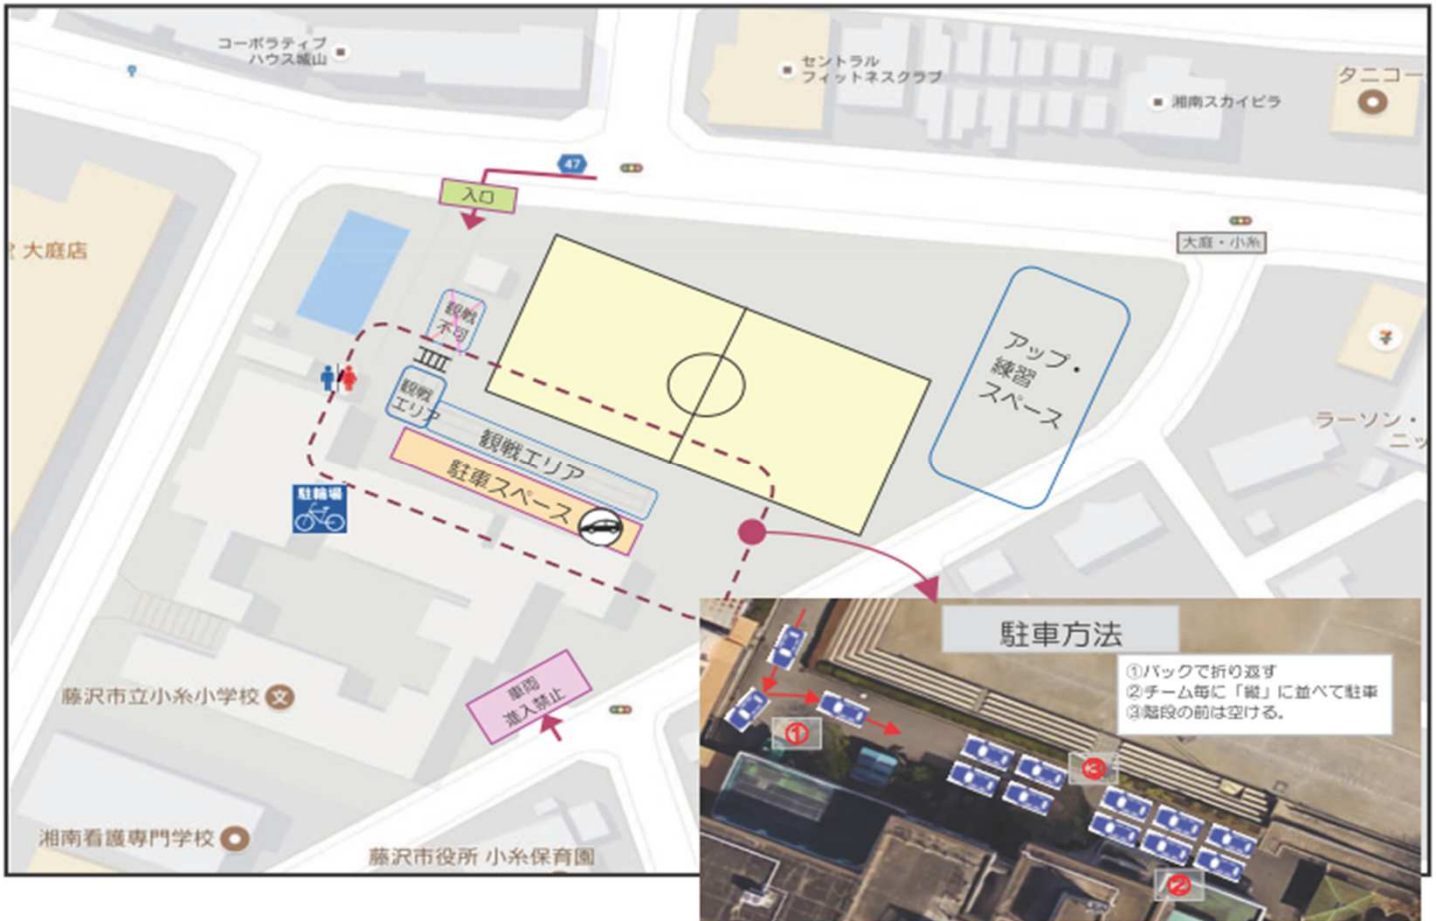 コーポラティブ
ハウス城山
セントラル
フィットネスクラブ
湘南スカイビラ
タニコー
47
入口
大庭・小糸
大庭店
観戦
不可
アップ・
練習
スペース
観戦
エリア
観戦エリア
駐車スペース
駐輪場
ラーソン・
ニッ
車両
進入禁止
藤沢市立小糸小学校
文
湘南看護専門学校
藤沢市役所 小糸保育園
駐車方法
①バックで折り返す
②チーム毎に「縦」に並べて駐車
③階段の前は空ける。
①
③
②